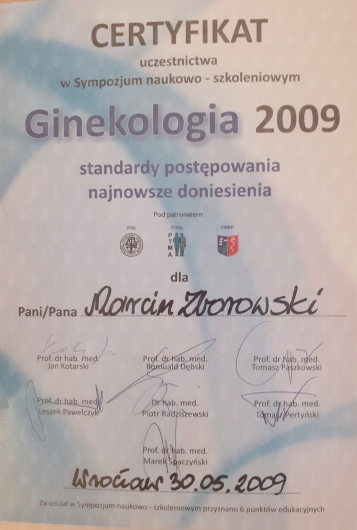 CERTYFIKAT
uczestnictwa
w Sympozjum naukowo - szkoleniowym
Ginekologia 2009
standardy postępowania
najnowsze doniesienia
Pod patronatem:
PTG PTMA CMKP
P
T
M
A
dla
Pani/Pana Marcin Zborowski
Prof. dr hab. med. Prof. dr hab. med. Prof. dr hab. med.
Jan Kotarski Romuald Dębski Tomasz Paszkowski
Prof. dr hab. med. Dr hab. med. Prof. dr hab. med.
Leszek Pawelczyk Piotr Radziszewski Tomasz Pertyński
Prof. dr hab. med.
Marek Spaczyński
Wrocław 30.05.2009
Za udział w Sympozjum naukowo - szkoleniowym przyznano 6 punktów edukacyjnych